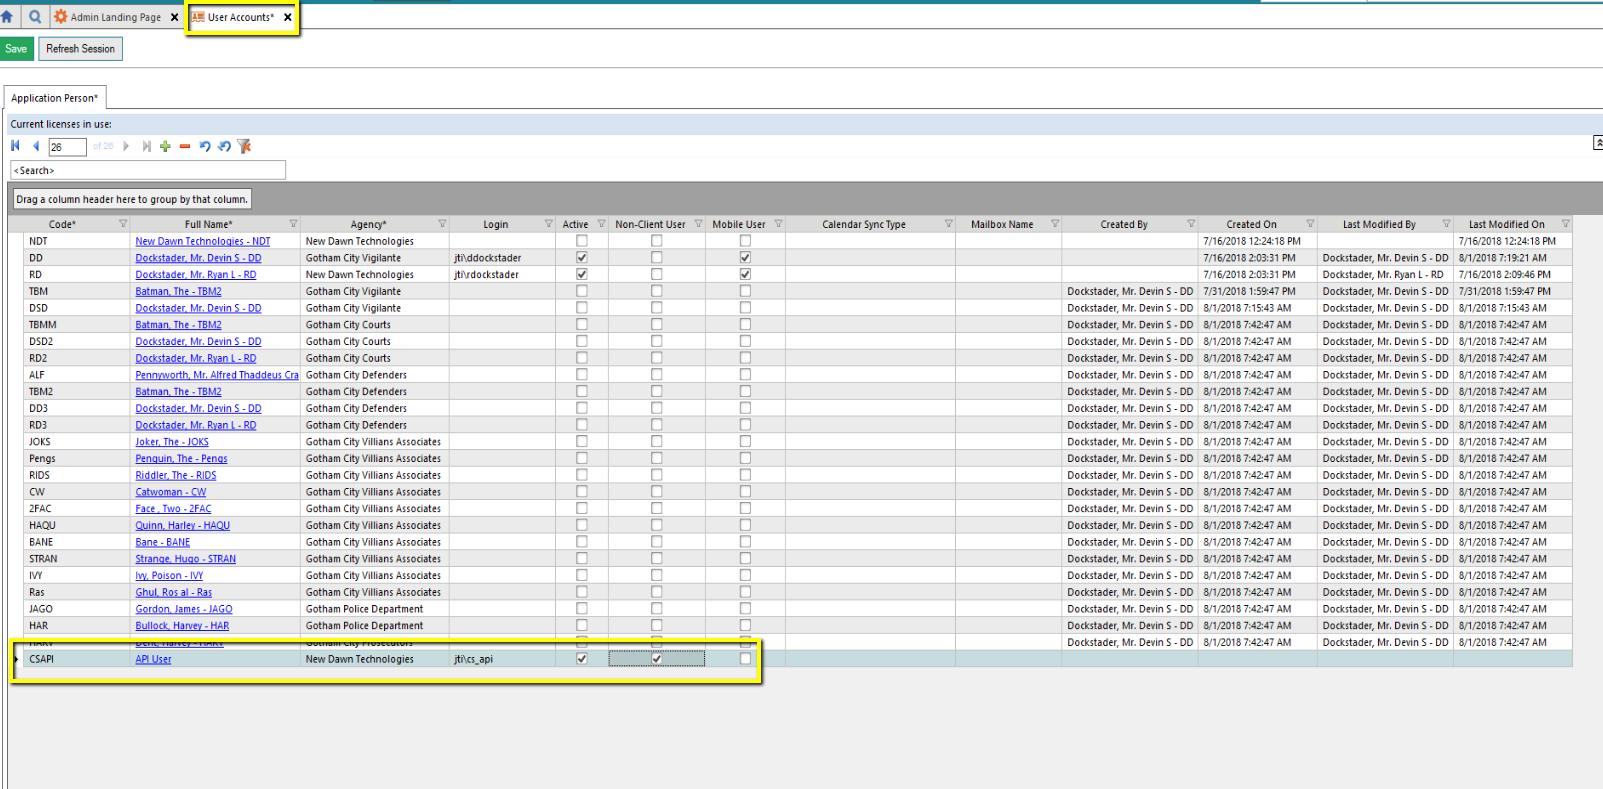 Admin Landing Page
User Accounts*
Save Refresh Session
Application Person*
Current licenses in use:
26 of 26
<Search>
Drag a column header here to group by that column.
Code* Full Name* Agency* Login Active Non-Client User Mobile User Calendar Sync Type Mailbox Name Created By Created On Last Modified By Last Modified On
NDT New Dawn Technologies - NDT New Dawn Technologies 7/16/2018 12:24:18 PM 7/16/2018 12:24:18 PM
DD Dockstader, Mr. Devin S - DD Gotham City Vigilante jti\ddockstader 7/16/2018 2:03:31 PM Dockstader, Mr. Devin S - DD 8/1/2018 7:19:21 AM
RD Dockstader, Mr. Ryan L - RD New Dawn Technologies jti\rdockstader 7/16/2018 2:03:31 PM Dockstader, Mr. Ryan L - RD 7/16/2018 2:09:46 PM
TBM Batman, The - TBM2 Gotham City Vigilante Dockstader, Mr. Devin S - DD 7/31/2018 1:59:47 PM Dockstader, Mr. Devin S - DD 7/31/2018 1:59:47 PM
DSD Dockstader, Mr. Devin S - DD Gotham City Vigilante Dockstader, Mr. Devin S - DD 8/1/2018 7:15:43 AM Dockstader, Mr. Devin S - DD 8/1/2018 7:15:43 AM
TBMM Batman, The - TBM2 Gotham City Courts Dockstader, Mr. Devin S - DD 8/1/2018 7:42:47 AM Dockstader, Mr. Devin S - DD 8/1/2018 7:42:47 AM
DSD2 Dockstader, Mr. Devin S - DD Gotham City Courts Dockstader, Mr. Devin S - DD 8/1/2018 7:42:47 AM Dockstader, Mr. Devin S - DD 8/1/2018 7:42:47 AM
RD2 Dockstader, Mr. Ryan L - RD Gotham City Courts Dockstader, Mr. Devin S - DD 8/1/2018 7:42:47 AM Dockstader, Mr. Devin S - DD 8/1/2018 7:42:47 AM
ALF Pennyworth, Mr. Alfred Thaddeus Cra Gotham City Defenders Dockstader, Mr. Devin S - DD 8/1/2018 7:42:47 AM Dockstader, Mr. Devin S - DD 8/1/2018 7:42:47 AM
TBM2 Batman, The - TBM2 Gotham City Defenders Dockstader, Mr. Devin S - DD 8/1/2018 7:42:47 AM Dockstader, Mr. Devin S - DD 8/1/2018 7:42:47 AM
DD3 Dockstader, Mr. Devin S - DD Gotham City Defenders Dockstader, Mr. Devin S - DD 8/1/2018 7:42:47 AM Dockstader, Mr. Devin S - DD 8/1/2018 7:42:47 AM
RD3 Dockstader, Mr. Ryan L - RD Gotham City Defenders Dockstader, Mr. Devin S - DD 8/1/2018 7:42:47 AM Dockstader, Mr. Devin S - DD 8/1/2018 7:42:47 AM
JOKS Joker, The - JOKS Gotham City Villians Associates Dockstader, Mr. Devin S - DD 8/1/2018 7:42:47 AM Dockstader, Mr. Devin S - DD 8/1/2018 7:42:47 AM
Pengs Penguin, The - Pengs Gotham City Villians Associates Dockstader, Mr. Devin S - DD 8/1/2018 7:42:47 AM Dockstader, Mr. Devin S - DD 8/1/2018 7:42:47 AM
RIDS Riddler, The - RIDS Gotham City Villians Associates Dockstader, Mr. Devin S - DD 8/1/2018 7:42:47 AM Dockstader, Mr. Devin S - DD 8/1/2018 7:42:47 AM
CW Catwoman - CW Gotham City Villians Associates Dockstader, Mr. Devin S - DD 8/1/2018 7:42:47 AM Dockstader, Mr. Devin S - DD 8/1/2018 7:42:47 AM
2FAC Face , Two - 2FAC Gotham City Villians Associates Dockstader, Mr. Devin S - DD 8/1/2018 7:42:47 AM Dockstader, Mr. Devin S - DD 8/1/2018 7:42:47 AM
HAQU Quinn, Harley - HAQU Gotham City Villians Associates Dockstader, Mr. Devin S - DD 8/1/2018 7:42:47 AM Dockstader, Mr. Devin S - DD 8/1/2018 7:42:47 AM
BANE Bane - BANE Gotham City Villians Associates Dockstader, Mr. Devin S - DD 8/1/2018 7:42:47 AM Dockstader, Mr. Devin S - DD 8/1/2018 7:42:47 AM
STRAN Strange, Hugo - STRAN Gotham City Villians Associates Dockstader, Mr. Devin S - DD 8/1/2018 7:42:47 AM Dockstader, Mr. Devin S - DD 8/1/2018 7:42:47 AM
IVY Ivy, Poison - IVY Gotham City Villians Associates Dockstader, Mr. Devin S - DD 8/1/2018 7:42:47 AM Dockstader, Mr. Devin S - DD 8/1/2018 7:42:47 AM
Ras Ghul, Ros al - Ras Gotham City Villians Associates Dockstader, Mr. Devin S - DD 8/1/2018 7:42:47 AM Dockstader, Mr. Devin S - DD 8/1/2018 7:42:47 AM
JAGO Gordon, James - JAGO Gotham Police Department Dockstader, Mr. Devin S - DD 8/1/2018 7:42:47 AM Dockstader, Mr. Devin S - DD 8/1/2018 7:42:47 AM
HAR Bullock, Harvey - HAR Gotham Police Department Dockstader, Mr. Devin S - DD 8/1/2018 7:42:47 AM Dockstader, Mr. Devin S - DD 8/1/2018 7:42:47 AM
HARV Dent, Harvey - HARV Gotham City Prosecutors Dockstader, Mr. Devin S - DD 8/1/2018 7:42:47 AM Dockstader, Mr. Devin S - DD 8/1/2018 7:42:47 AM
CSAPI API User New Dawn Technologies jti\cs_api